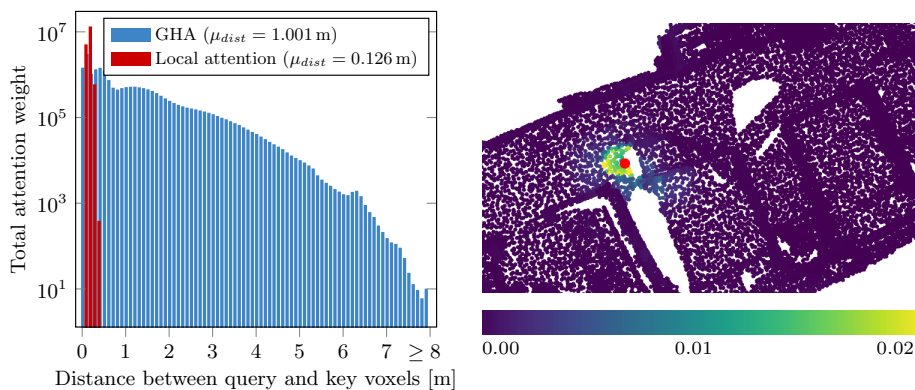 GHA (μ_dist = 1.001 m)
Local attention (μ_dist = 0.126 m)
Total attention weight
10^7
10^5
10^3
10^1
0 1 2 3 4 5 6 7 ≥ 8
Distance between query and key voxels [m]
0.00 0.01 0.02